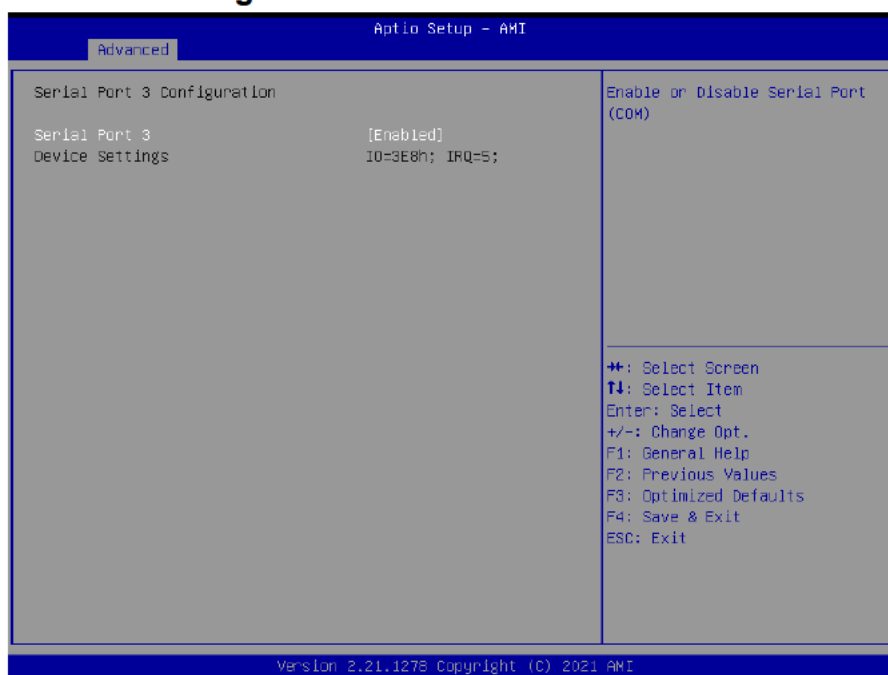 Aptio Setup – AMI
Advanced
Serial Port 3 Configuration
Serial Port 3 [Enabled]
Device Settings IO=3E8h; IRQ=5;
Enable or Disable Serial Port
(COM)
→←: Select Screen
↑↓: Select Item
Enter: Select
+/-: Change Opt.
F1: General Help
F2: Previous Values
F3: Optimized Defaults
F4: Save & Exit
ESC: Exit
Version 2.21.1278 Copyright (C) 2021 AMI